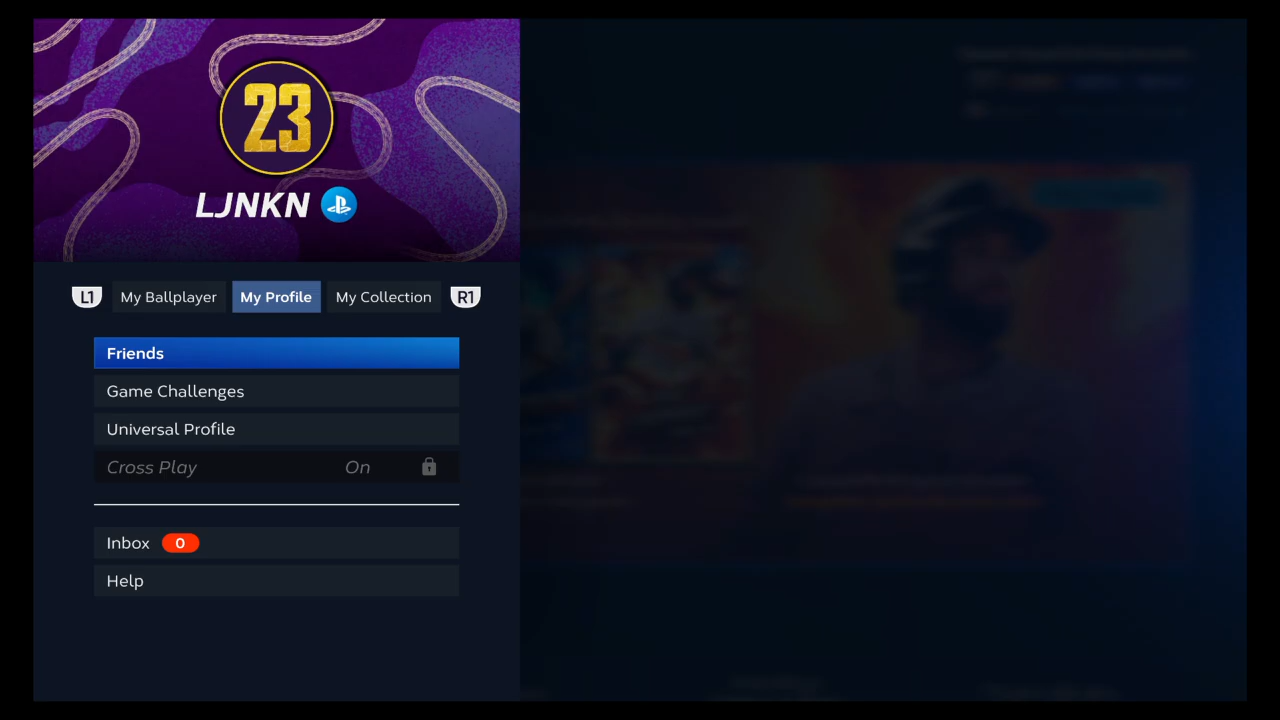 23
LJNKN
L1 My Ballplayer My Profile My Collection R1
Friends
Game Challenges
Universal Profile
Cross Play On
Inbox 0
Help